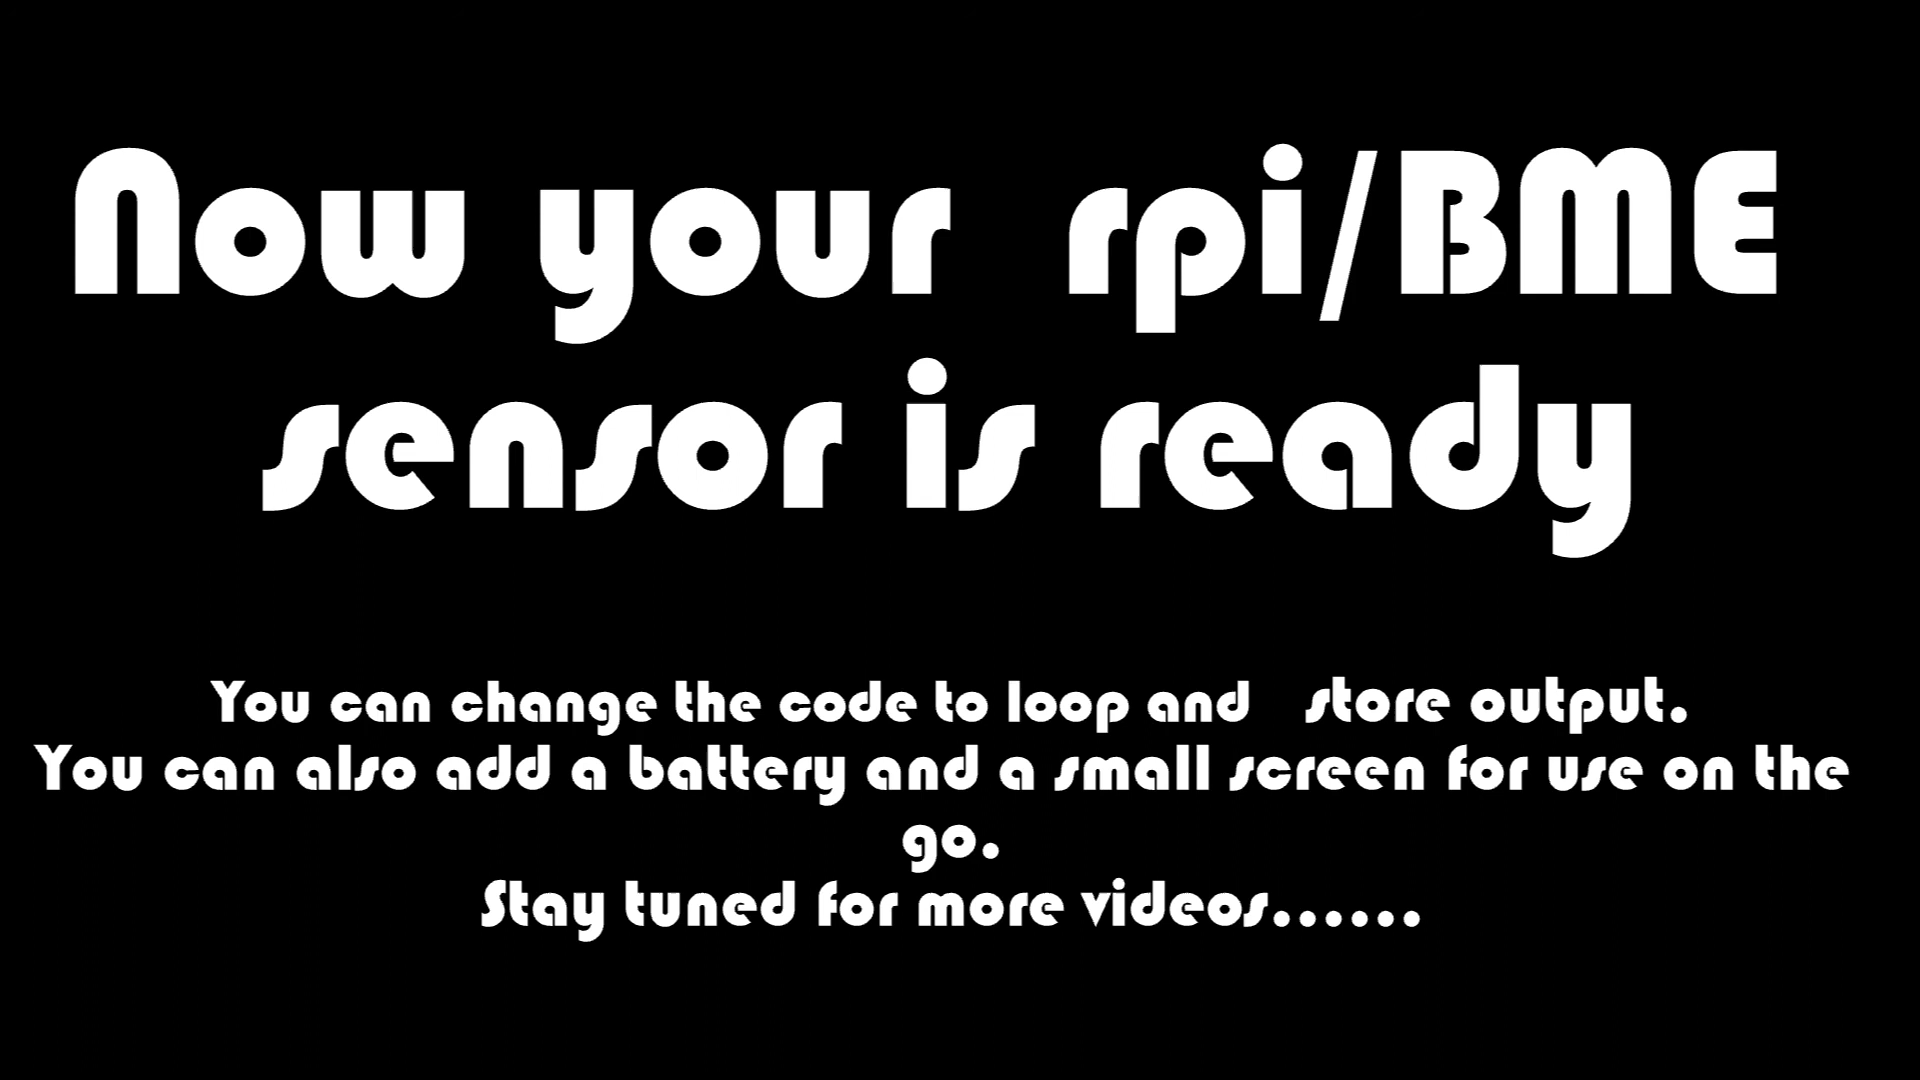 Now your rpi/BME
sensor is ready
You can change the code to loop and store output.
You can also add a battery and a small screen for use on the
go.
Stay tuned for more videos......